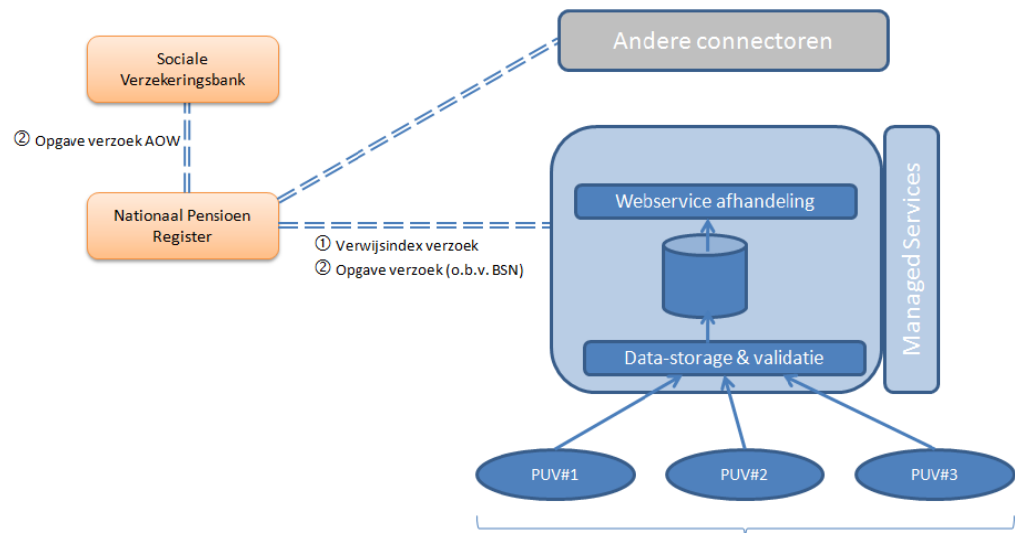 Andere connectoren
Sociale
Verzekeringsbank
② Opgave verzoek AOW
Nationaal Pensioen
Register
① Verwijsindex verzoek
② Opgave verzoek (o.b.v. BSN)
Webservice afhandeling
Data-storage & validatie
Managed Services
PUV#1
PUV#2
PUV#3